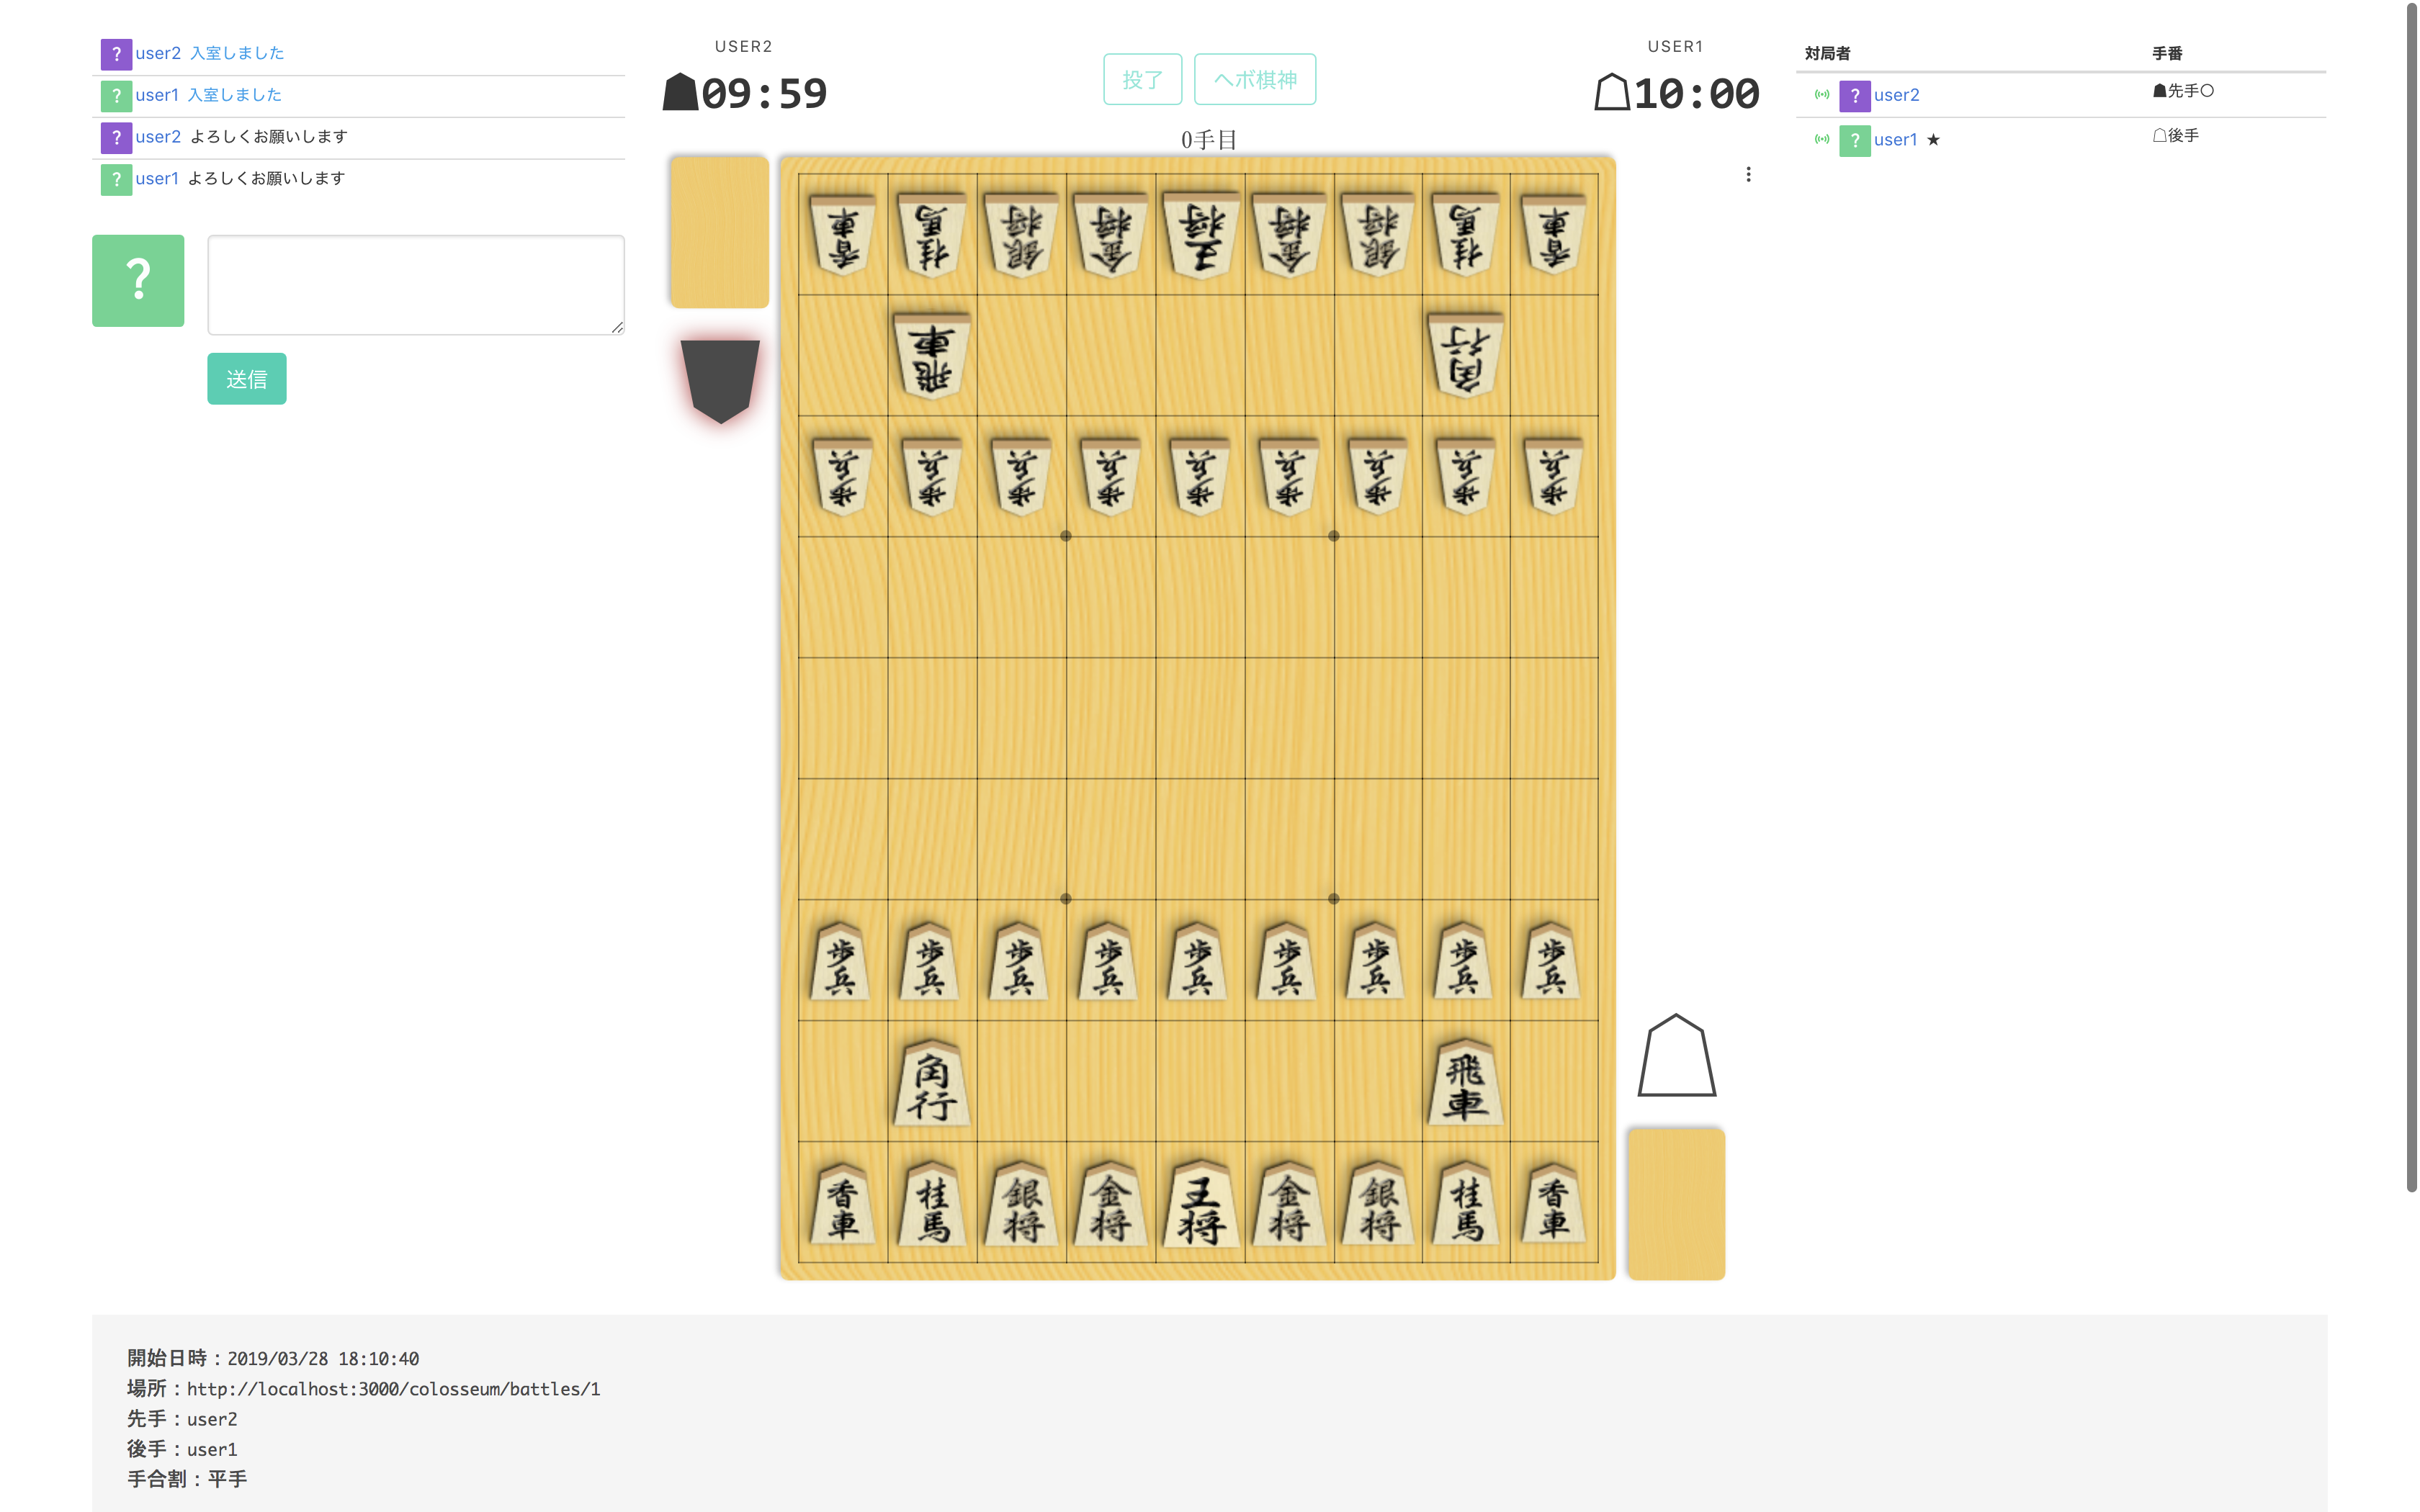 ? user2 入室しました
? user1 入室しました
? user2 よろしくお願いします
? user1 よろしくお願いします
?
送信
USER2
09:59
投了 ヘボ棋神
USER1
10:00
0手目
対局者 手番
? user2 ☗先手〇
? user1 ★ ☖後手
香車 桂馬 銀将 金将 王将 金将 銀将 桂馬 香車
飛車 角行
歩兵 歩兵 歩兵 歩兵 歩兵 歩兵 歩兵 歩兵 歩兵
歩兵 歩兵 歩兵 歩兵 歩兵 歩兵 歩兵 歩兵 歩兵
角行 飛車
香車 桂馬 銀将 金将 王将 金将 銀将 桂馬 香車
開始日時：2019/03/28 18:10:40
場所：http://localhost:3000/colosseum/battles/1
先手：user2
後手：user1
手合割：平手